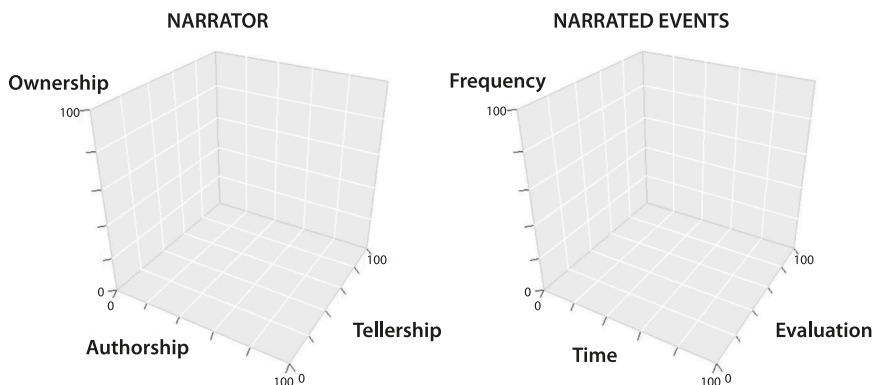 NARRATOR
Ownership
100
0
0
Authorship
100
0
Tellership
100
NARRATED EVENTS
Frequency
100
0
0
Time
100
0
Evaluation
100